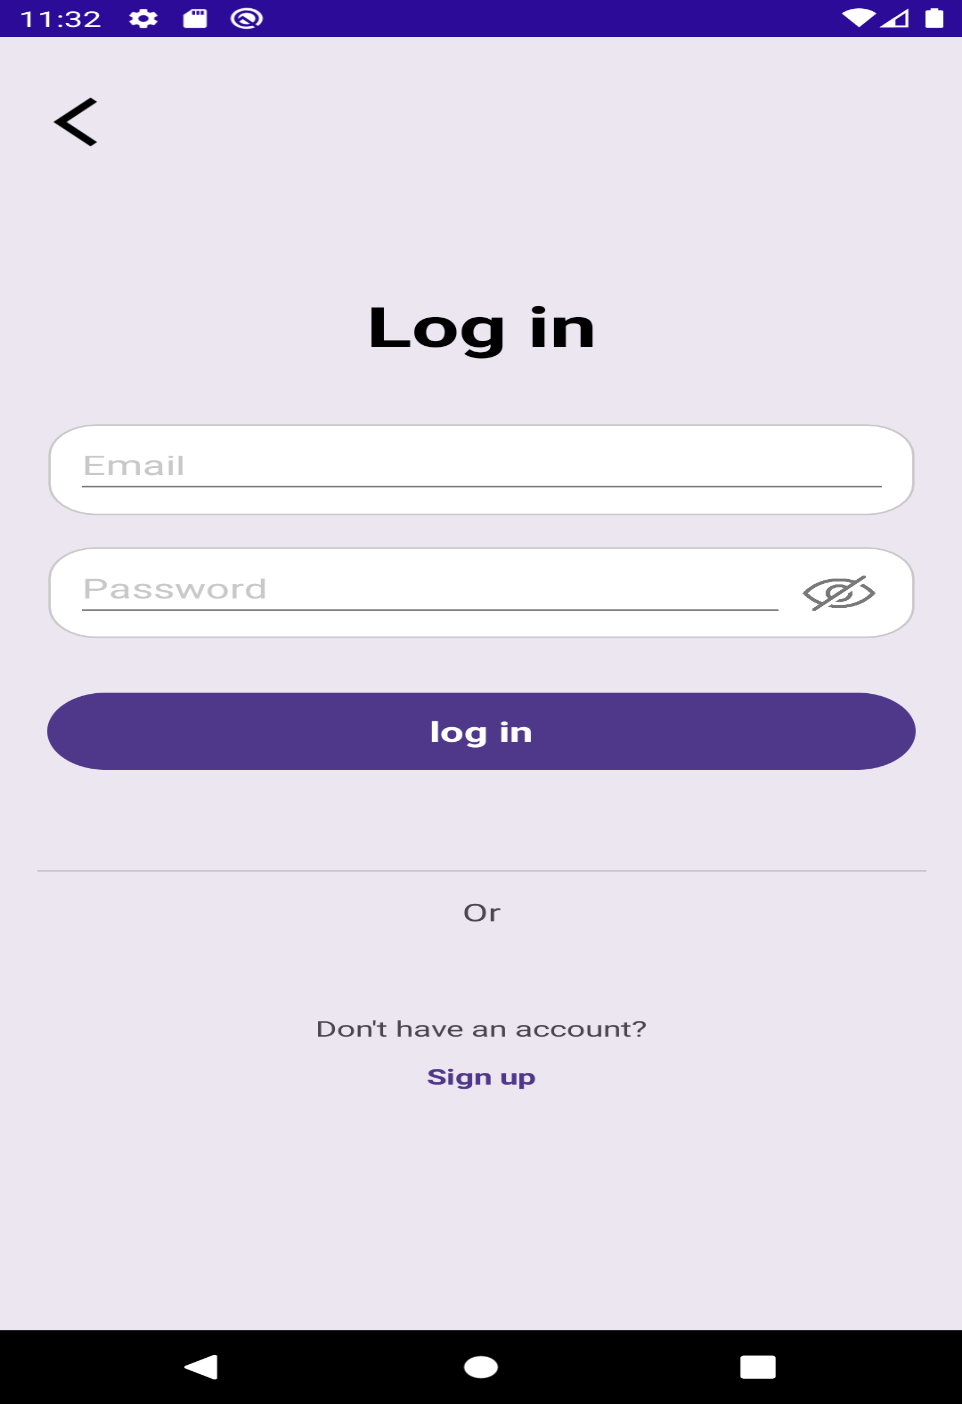 11:32
Log in
Email
Password
log in
Or
Don't have an account?
Sign up